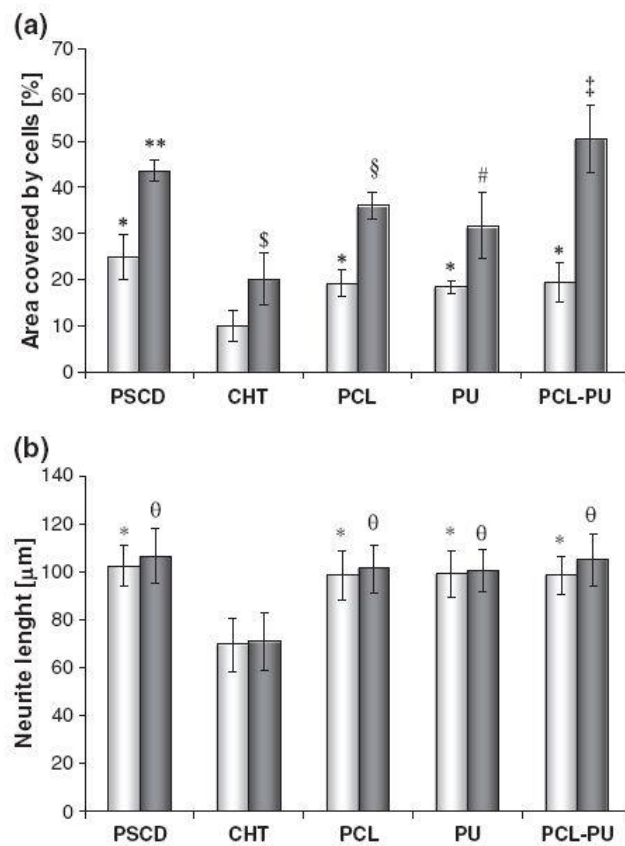 (a)
Area covered by cells [%]
70
60
50
40
30
20
10
0
* ** $ * § * # * ‡
PSCD CHT PCL PU PCL-PU
(b)
Neurite lenght [μm]
140
120
100
80
60
40
20
0
* θ * θ * θ * θ
PSCD CHT PCL PU PCL-PU